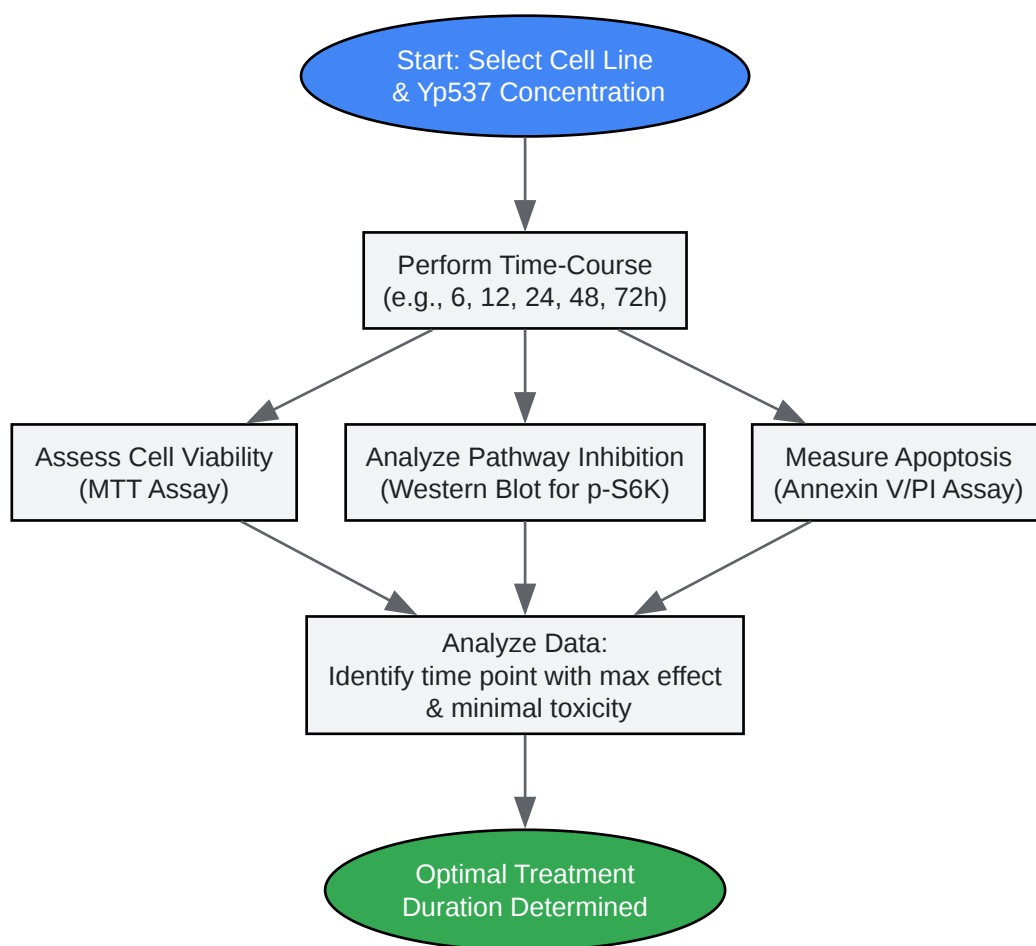 Start: Select Cell Line
& Yp537 Concentration
Perform Time-Course
(e.g., 6, 12, 24, 48, 72h)
Assess Cell Viability
(MTT Assay)
Analyze Pathway Inhibition
(Western Blot for p-S6K)
Measure Apoptosis
(Annexin V/PI Assay)
Analyze Data:
Identify time point with max effect
& minimal toxicity
Optimal Treatment
Duration Determined